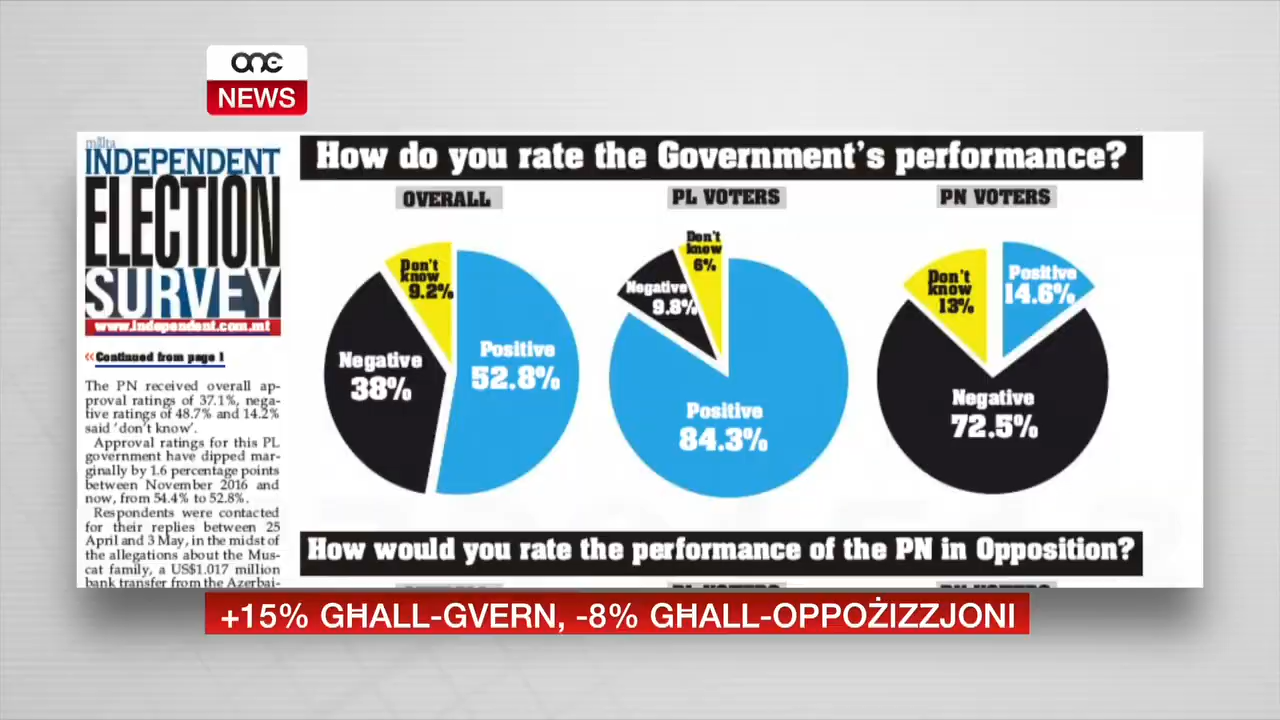 one
NEWS
malta
INDEPENDENT
ELECTION
SURVEY
www.independent.com.mt
«Continued from page 1
The PN received overall ap-
proval ratings of 37.1%, nega-
tive ratings of 48.7% and 14.2%
said 'don't know'.
Approval ratings for this PL
government have dipped mar-
ginally by 1.6 percentage points
between November 2016 and
now, from 54.4% to 52.8%.
Respondents were contacted
for their replies between 25
April and 3 May, in the midst of
the allegations about the Mus-
cat family, a US$1.017 million
bank transfer from the Azerbai-
How do you rate the Government's performance?
OVERALL
Don't
know
9.2%
Negative
38%
Positive
52.8%
PL VOTERS
Don't
know
6%
Negative
9.8%
Positive
84.3%
PN VOTERS
Don't
know
13%
Positive
14.6%
Negative
72.5%
How would you rate the performance of the PN in Opposition?
+15% GĦALL-GVERN, -8% GĦALL-OPPOŻIZZJONI